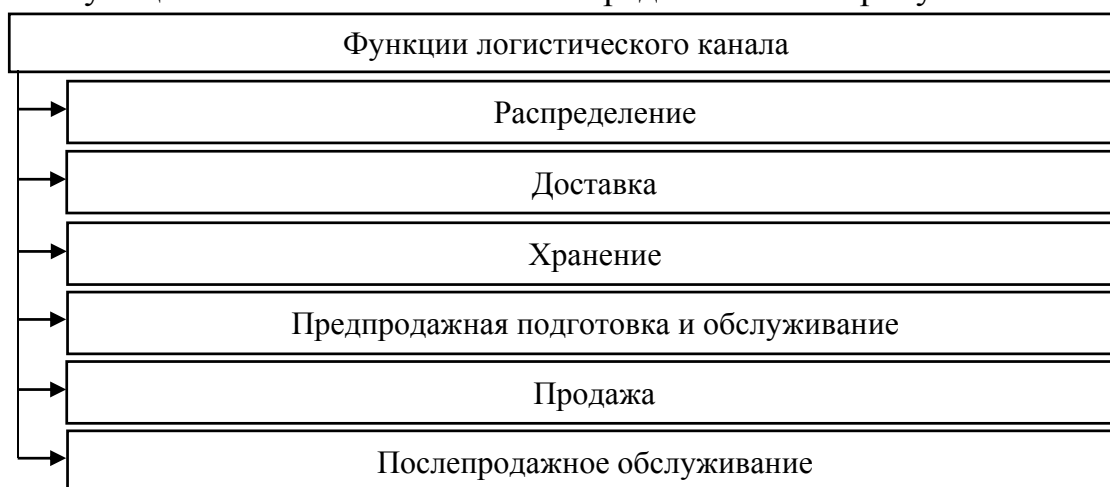 Функции логистического канала
Распределение
Доставка
Хранение
Предпродажная подготовка и обслуживание
Продажа
Послепродажное обслуживание